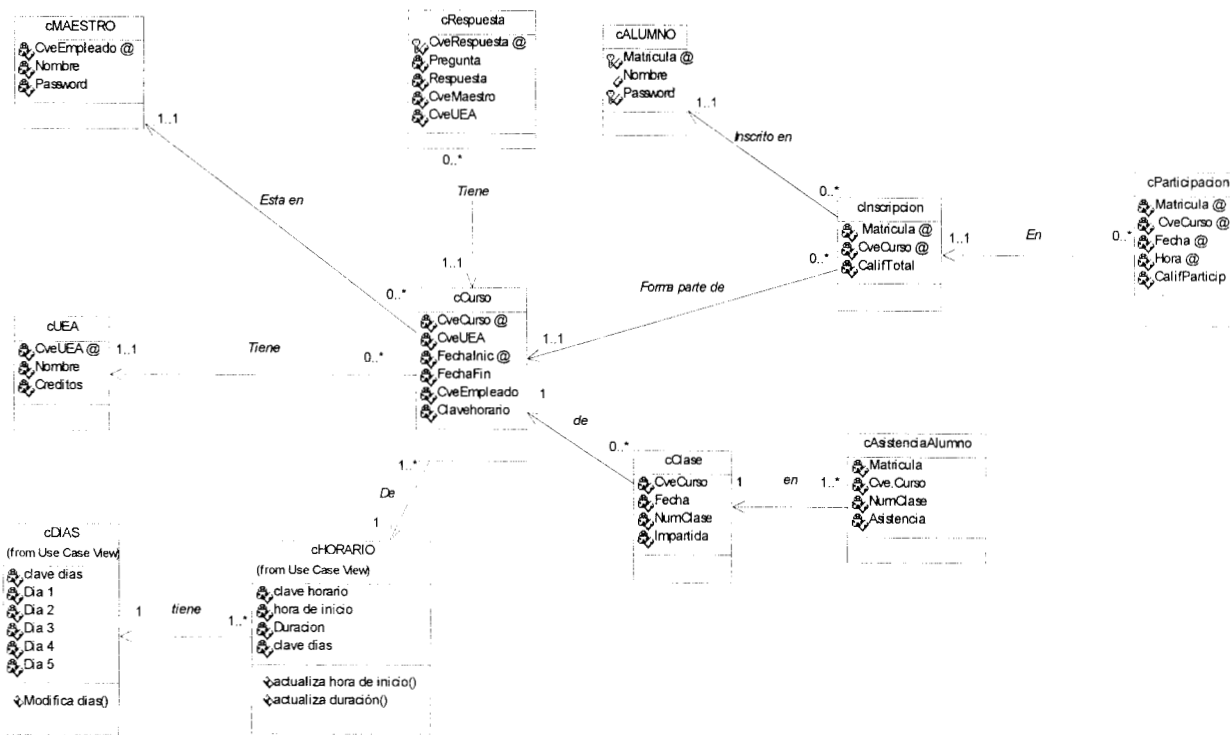 cMAESTRO
CveEmpleado @
Nombre
Password
cRespuesta
CveRespuesta @
Pregunta
Respuesta
CveMaestro
CveUEA
cALUMNO
Matricula @
Nombre
Password
1..1
1..1
Inscrito en
0..*
Tiene
Esta en
0..*
cInscripcion
Matricula @
CveCurso @
CalifTotal
cParticipacion
Matricula @
CveCurso @
Fecha @
Hora @
CalifParticip
1..1
En
0..*
0..*
Forma parte de
1..1
1..1
0..*
cCurso
CveCurso @
CveUEA
FechaInic @
FechaFin
CveEmpleado
Clavehorario
cUEA
CveUEA @
Nombre
Creditos
1..1
Tiene
0..*
1
de
0..*
cClase
CveCurso
Fecha
NumClase
Impartida
1
en
1..*
cAsistenciaAlumno
Matricula
Cve.Curso
NumClase
Asistencia
1..*
De
1
cDIAS
(from Use Case View)
clave dias
Dia 1
Dia 2
Dia 3
Dia 4
Dia 5
Modifica dias()
1
tiene
1..*
cHORARIO
(from Use Case View)
clave horario
hora de inicio
Duracion
clave dias
actualiza hora de inicio()
actualiza duración()